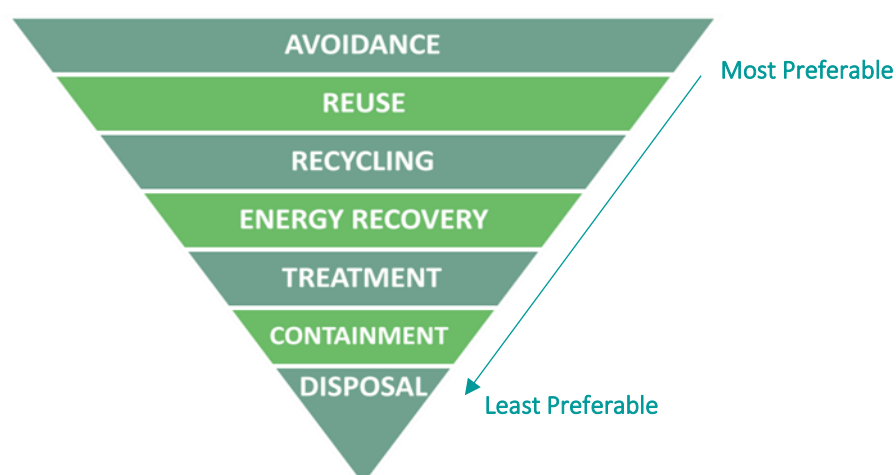 AVOIDANCE
Most Preferable
REUSE
RECYCLING
ENERGY RECOVERY
TREATMENT
CONTAINMENT
DISPOSAL
Least Preferable